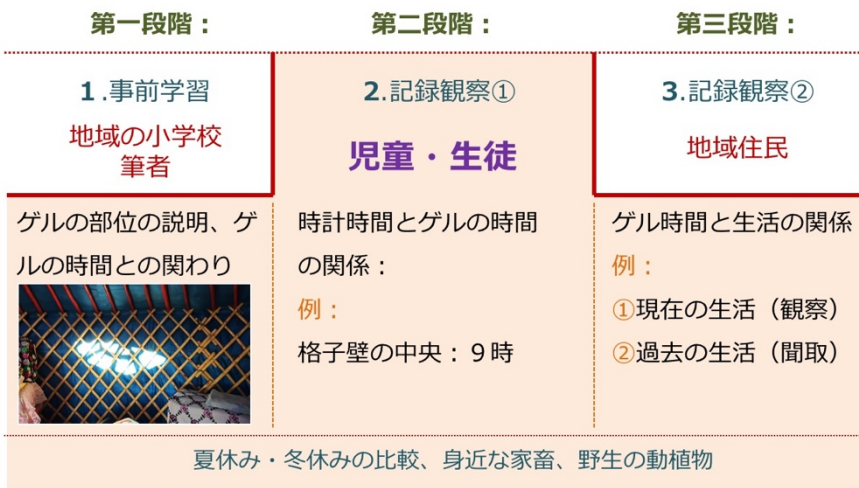 第一段階：
第二段階：
第三段階：
1.事前学習
地域の小学校
筆者
2.記録観察①
児童・生徒
3.記録観察②
地域住民
ゲルの部位の説明、ゲ
ルの時間との関わり
時計時間とゲルの時間
の関係：
例：
格子壁の中央：９時
ゲル時間と生活の関係
例：
①現在の生活（観察）
②過去の生活（聞取）
夏休み・冬休みの比較、身近な家畜、野生の動植物